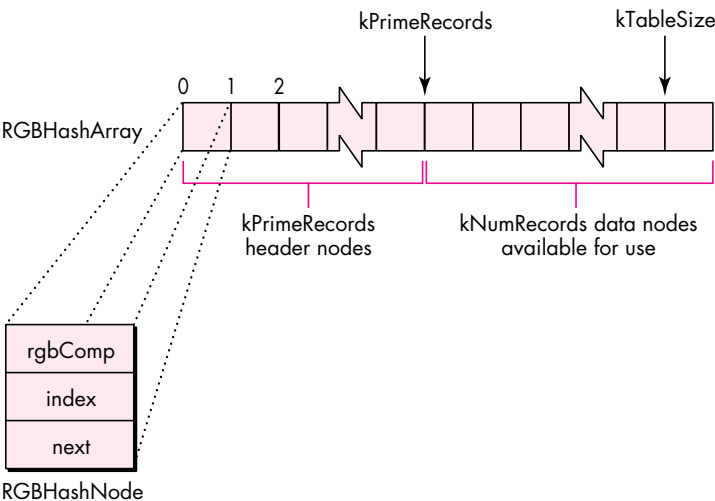 kPrimeRecords
kTableSize
0 1 2
RGBHashArray
kPrimeRecords
header nodes
kNumRecords data nodes
available for use
rgbComp
index
next
RGBHashNode